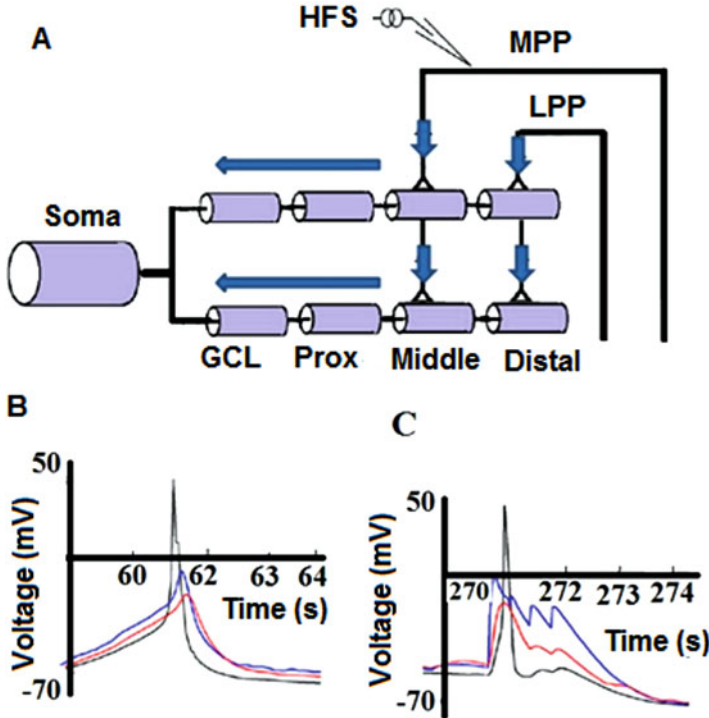 HFS
A
MPP
LPP
Soma
GCL Prox Middle Distal
B
50
Voltage (mV)
60 62 63 64
Time (s)
-70
C
50
Voltage (mV)
270 272 273 274
Time (s)
-70